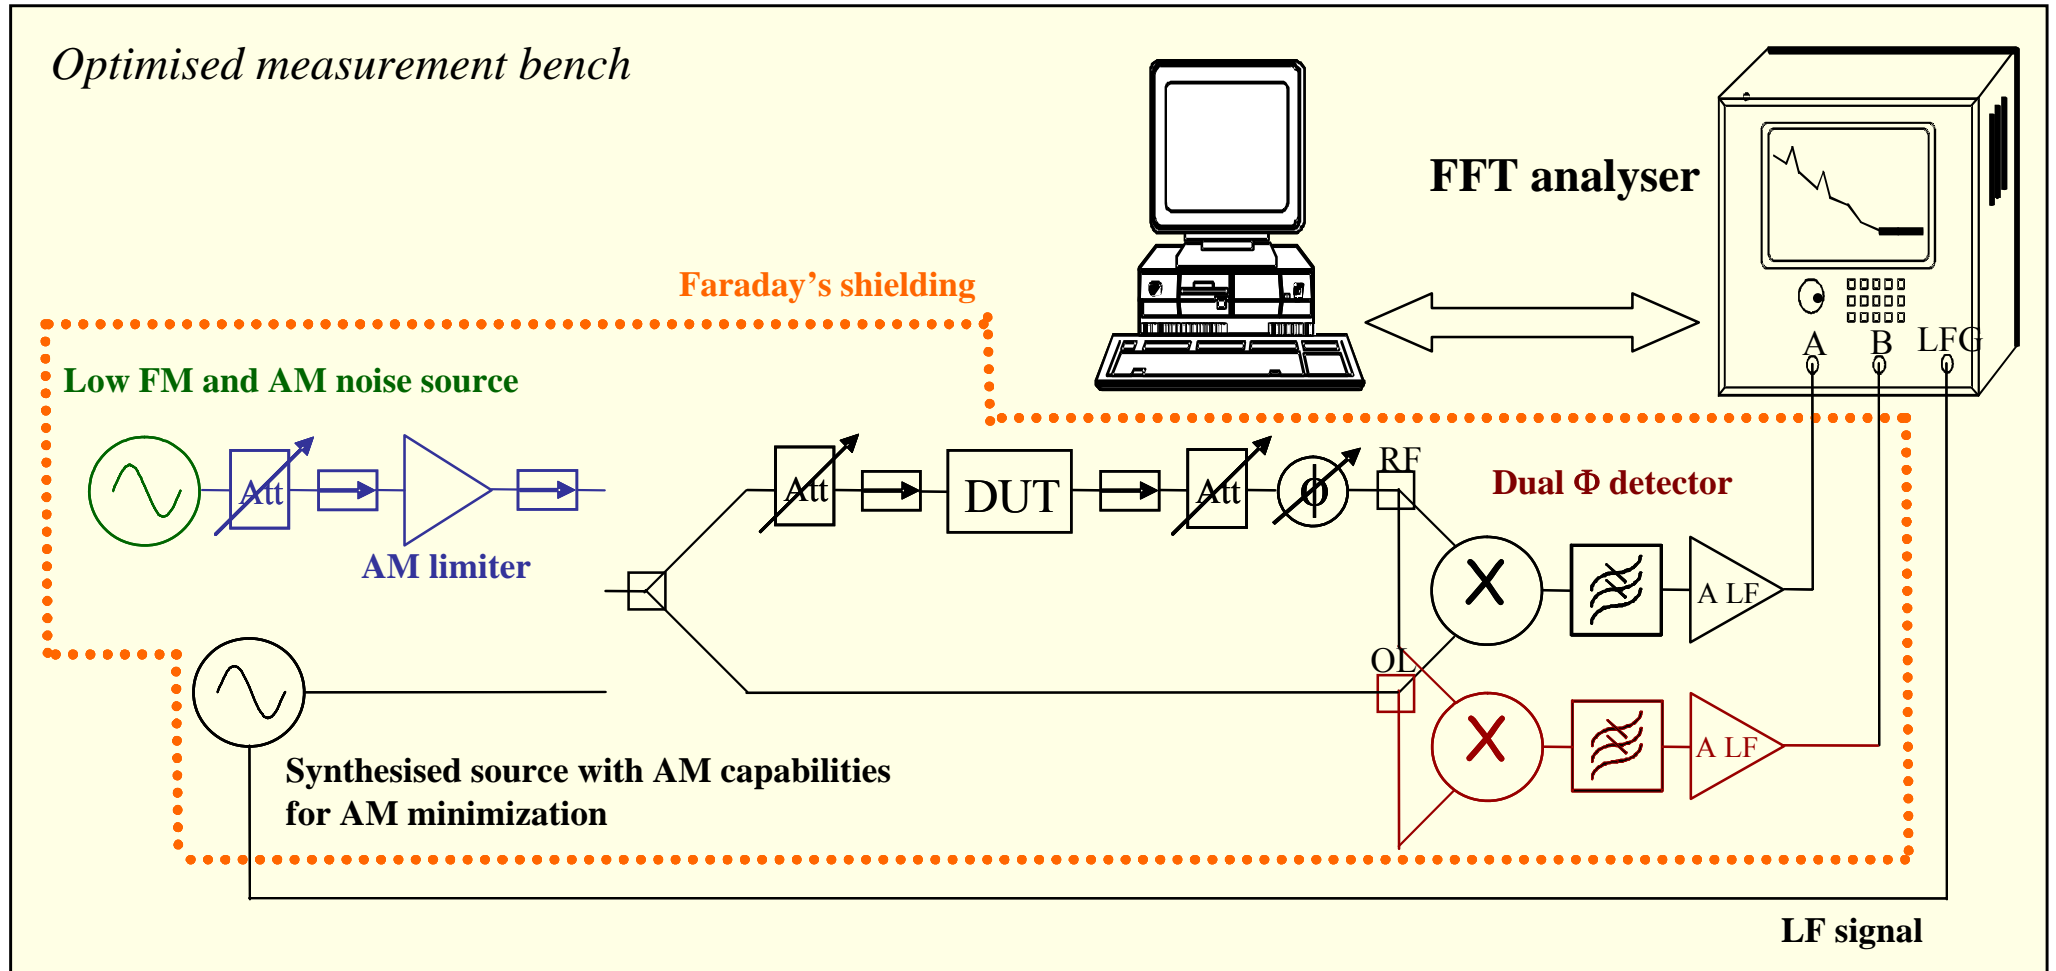 Optimised measurement bench
FFT analyser
Faraday’s shielding
A B LFG
Low FM and AM noise source
Att
AM limiter
Att
DUT
Att
ϕ
RF
Dual Φ detector
X
A LF
OL
X
A LF
Synthesised source with AM capabilities
for AM minimization
LF signal